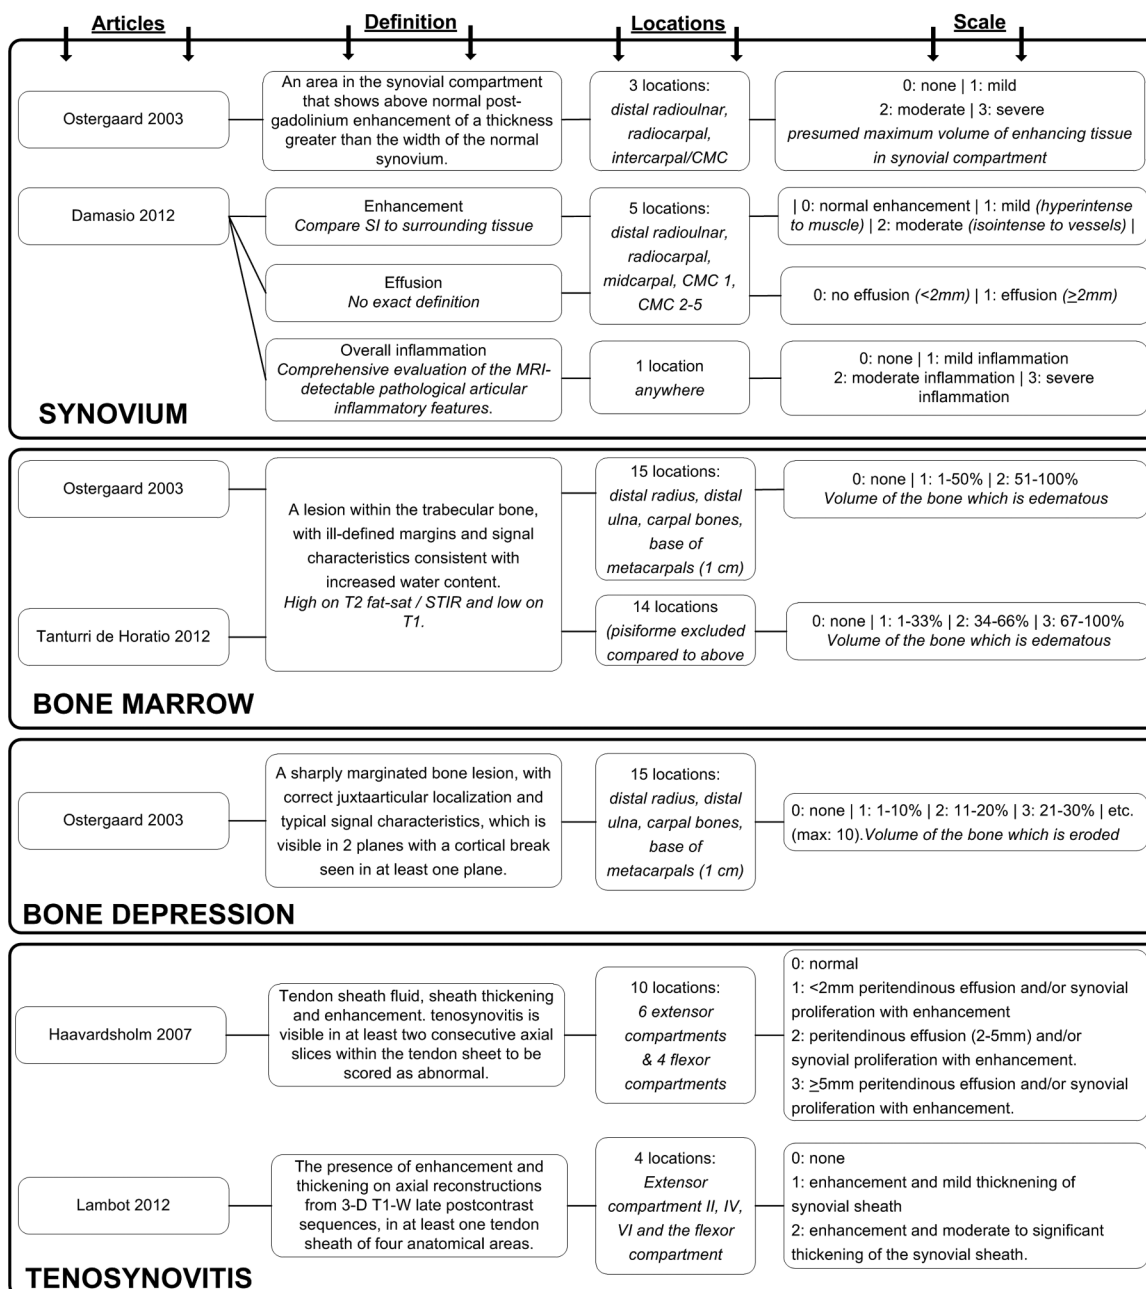 Articles
Definition
Locations
Scale
Ostergaard 2003
An area in the synovial compartment
that shows above normal post-
gadolinium enhancement of a thickness
greater than the width of the normal
synovium.
3 locations:
distal radioulnar,
radiocarpal,
intercarpal/CMC
0: none | 1: mild
2: moderate | 3: severe
presumed maximum volume of enhancing tissue
in synovial compartment
Damasio 2012
Enhancement
Compare SI to surrounding tissue
5 locations:
distal radioulnar,
radiocarpal,
midcarpal, CMC 1,
CMC 2-5
| 0: normal enhancement | 1: mild (hyperintense
to muscle) | 2: moderate (isointense to vessels) |
Effusion
No exact definition
0: no effusion (<2mm) | 1: effusion (≥2mm)
Overall inflammation
Comprehensive evaluation of the MRI-
detectable pathological articular
inflammatory features.
1 location
anywhere
0: none | 1: mild inflammation
2: moderate inflammation | 3: severe
inflammation
SYNOVIUM
Ostergaard 2003
A lesion within the trabecular bone,
with ill-defined margins and signal
characteristics consistent with
increased water content.
High on T2 fat-sat / STIR and low on
T1.
15 locations:
distal radius, distal
ulna, carpal bones,
base of
metacarpals (1 cm)
0: none | 1: 1-50% | 2: 51-100%
Volume of the bone which is edematous
Tanturri de Horatio 2012
14 locations
(pisiforme excluded
compared to above
0: none | 1: 1-33% | 2: 34-66% | 3: 67-100%
Volume of the bone which is edematous
BONE MARROW
Ostergaard 2003
A sharply marginated bone lesion, with
correct juxtaarticular localization and
typical signal characteristics, which is
visible in 2 planes with a cortical break
seen in at least one plane.
15 locations:
distal radius, distal
ulna, carpal bones,
base of
metacarpals (1 cm)
0: none | 1: 1-10% | 2: 11-20% | 3: 21-30% | etc.
(max: 10).Volume of the bone which is eroded
BONE DEPRESSION
Haavardsholm 2007
Tendon sheath fluid, sheath thickening
and enhancement. tenosynovitis is
visible in at least two consecutive axial
slices within the tendon sheet to be
scored as abnormal.
10 locations:
6 extensor
compartments
& 4 flexor
compartments
0: normal
1: <2mm peritendinous effusion and/or synovial
proliferation with enhancement
2: peritendinous effusion (2-5mm) and/or
synovial proliferation with enhancement.
3: ≥5mm peritendinous effusion and/or synovial
proliferation with enhancement.
Lambot 2012
The presence of enhancement and
thickening on axial reconstructions
from 3-D T1-W late postcontrast
sequences, in at least one tendon
sheath of four anatomical areas.
4 locations:
Extensor
compartment II, IV,
VI and the flexor
compartment
0: none
1: enhancement and mild thicknening of
synovial sheath
2: enhancement and moderate to significant
thickening of the synovial sheath.
TENOSYNOVITIS